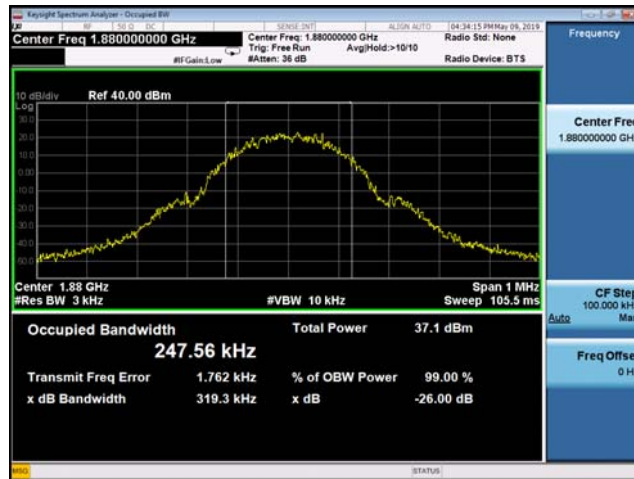 Keysight Spectrum Analyzer - Occupied BW
RF 50 Ω DC SENSE:INT ALIGN AUTO 04:34:15 PM May 09, 2019
Center Freq 1.880000000 GHz
Center Freq: 1.880000000 GHz
Radio Std: None
Trig: Free Run Avg|Hold:>10/10
#IFGain:Low #Atten: 36 dB Radio Device: BTS
10 dB/div Ref 40.00 dBm
Log
30.0
20.0
10.0
0.00
-10.0
-20.0
-30.0
-40.0
-50.0
Center 1.88 GHz Span 1 MHz
#Res BW 3 kHz #VBW 10 kHz Sweep 105.5 ms
Occupied Bandwidth Total Power 37.1 dBm
247.56 kHz
Transmit Freq Error 1.762 kHz % of OBW Power 99.00 %
x dB Bandwidth 319.3 kHz x dB -26.00 dB
MSG STATUS
Frequency
Center Fre
1.880000000 GH
CF Step
100.000 kH
Auto Ma
Freq Offse
0 H